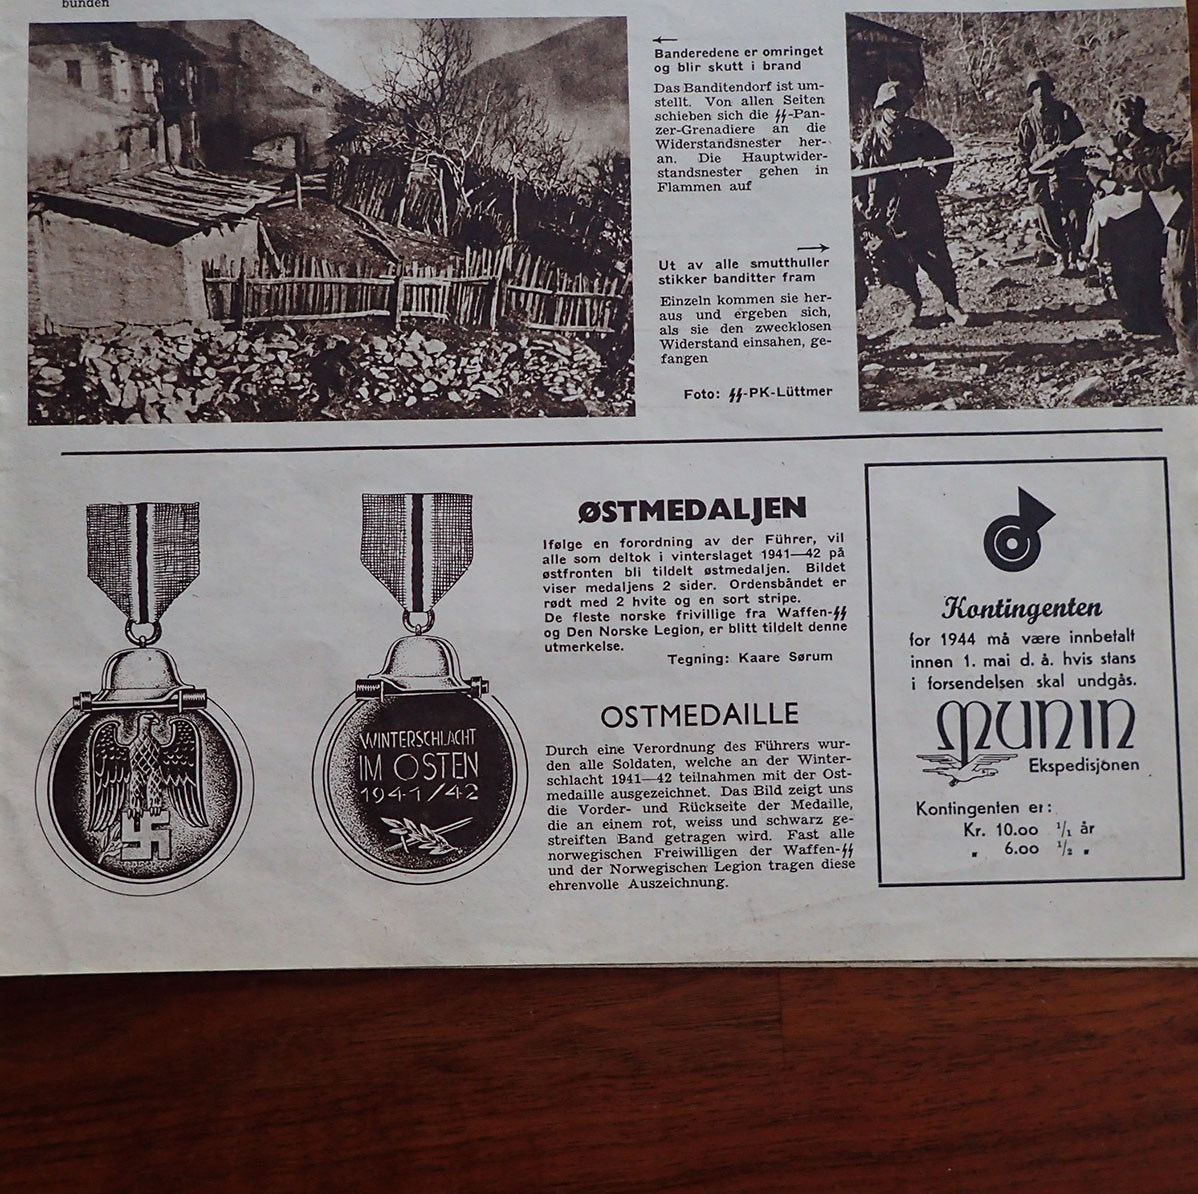 bunden
Banderedene er omringet
og blir skutt i brand
Das Banditendorf ist um-
stellt. Von allen Seiten
schieben sich die ᛋᛋ-Pan-
zer-Grenadiere an die
Widerstandsnester her-
an. Die Hauptwider-
standsnester gehen in
Flammen auf
Ut av alle smutthuller
stikker banditter fram
Einzeln kommen sie her-
aus und ergeben sich,
als sie den zwecklosen
Widerstand einsahen, ge-
fangen
Foto: ᛋᛋ-PK-Lüttmer
WINTERSCHLACHT
IM OSTEN
1941/42
ØSTMEDALJEN
Ifølge en forordning av der Führer, vil
alle som deltok i vinterslaget 1941—42 på
østfronten bli tildelt østmedaljen. Bildet
viser medaljens 2 sider. Ordensbåndet er
rødt med 2 hvite og en sort stripe.
De fleste norske frivillige fra Waffen-ᛋᛋ
og Den Norske Legion, er blitt tildelt denne
utmerkelse.
Tegning: Kaare Sørum
OSTMEDAILLE
Durch eine Verordnung des Führers wur-
den alle Soldaten, welche an der Winter-
schlacht 1941—42 teilnahmen mit der Ost-
medaille ausgezeichnet. Das Bild zeigt uns
die Vorder- und Rückseite der Medaille,
die an einem rot, weiss und schwarz ge-
streiften Band getragen wird. Fast alle
norwegischen Freiwilligen der Waffen-ᛋᛋ
und der Norwegischen Legion tragen diese
ehrenvolle Auszeichnung.
Kontingenten
for 1944 må være innbetalt
innen 1. mai d. å. hvis stans
i forsendelsen skal undgås.
MUNIN
Ekspedisjonen
Kontingenten er:
Kr. 10.00 1/1 år
„ 6.00 1/2 „